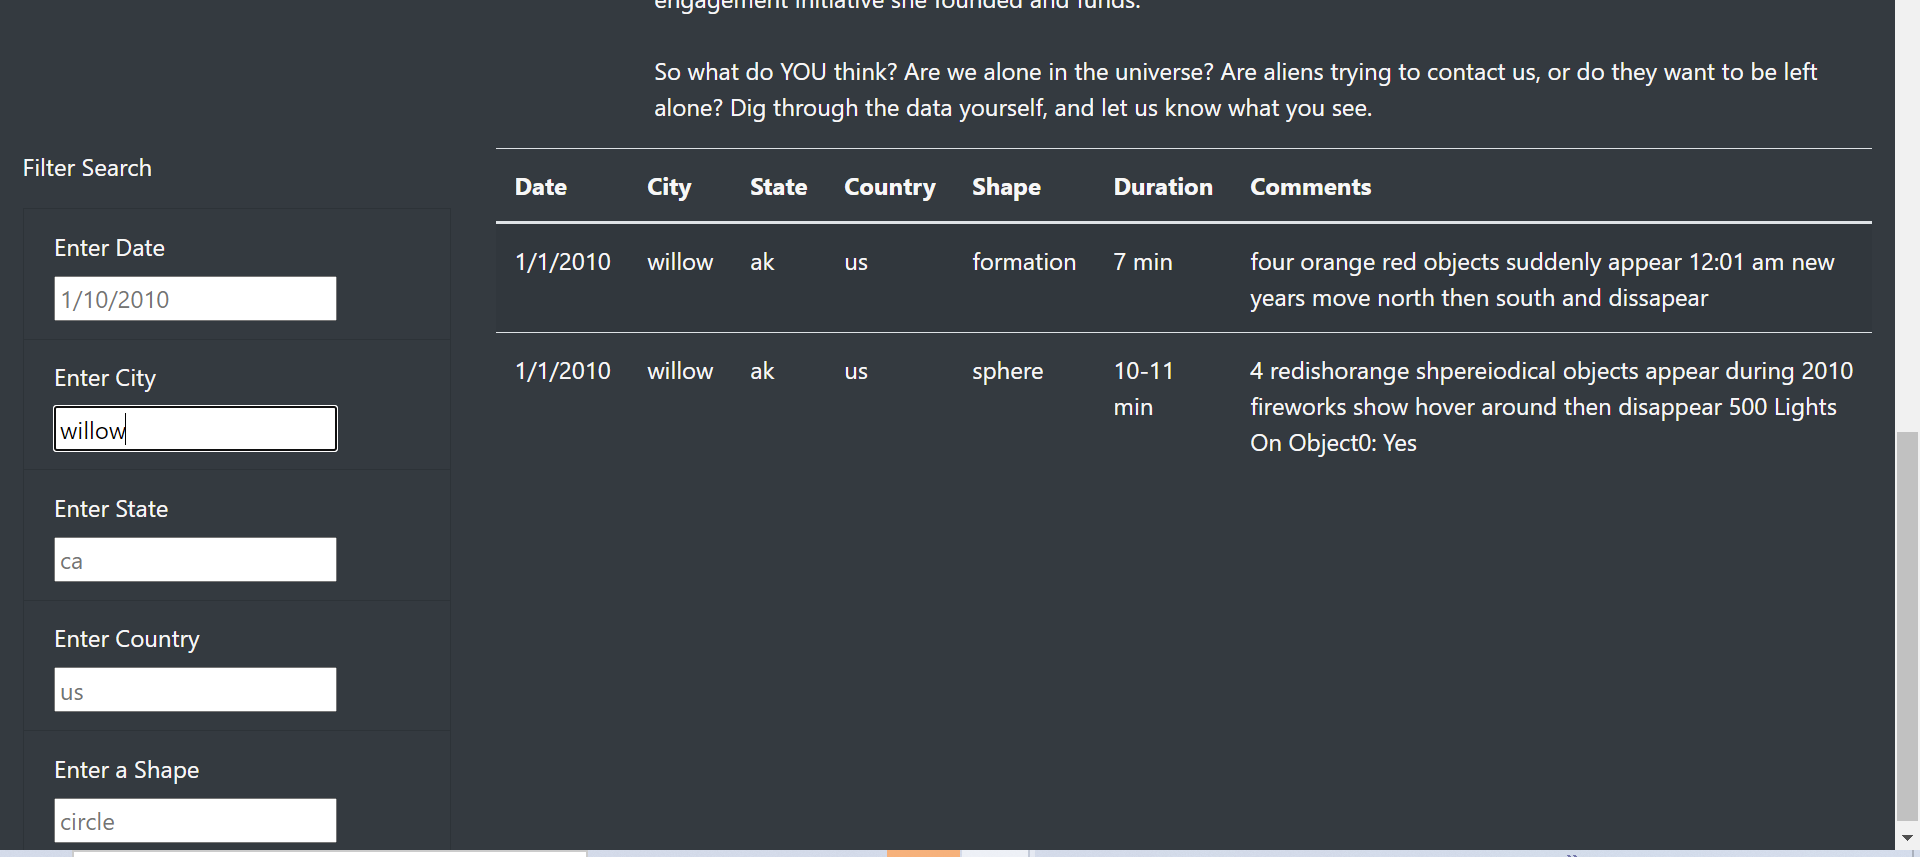 engagement initiative she founded and funds.
So what do YOU think? Are we alone in the universe? Are aliens trying to contact us, or do they want to be left
alone? Dig through the data yourself, and let us know what you see.
Filter Search
Enter Date
1/10/2010
Enter City
willow
Enter State
ca
Enter Country
us
Enter a Shape
circle
Date City State Country Shape Duration Comments
1/1/2010 willow ak us formation 7 min four orange red objects suddenly appear 12:01 am new
years move north then south and dissapear
1/1/2010 willow ak us sphere 10-11 4 redishorange shpereiodical objects appear during 2010
min fireworks show hover around then disappear 500 Lights
On Object0: Yes